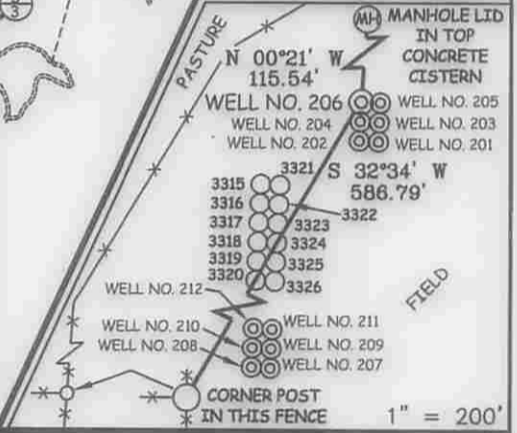 3
PASTURE
MH
MANHOLE LID
IN TOP
CONCRETE
CISTERN
N 00°21' W
115.54'
WELL NO. 206
WELL NO. 205
WELL NO. 204
WELL NO. 203
WELL NO. 202
WELL NO. 201
S 32°34' W
586.79'
3315
3321
3316
3322
3317
3323
3318
3324
3319
3325
3320
3326
FIELD
WELL NO. 212
WELL NO. 211
WELL NO. 210
WELL NO. 209
WELL NO. 208
WELL NO. 207
CORNER POST
IN THIS FENCE
1" = 200'